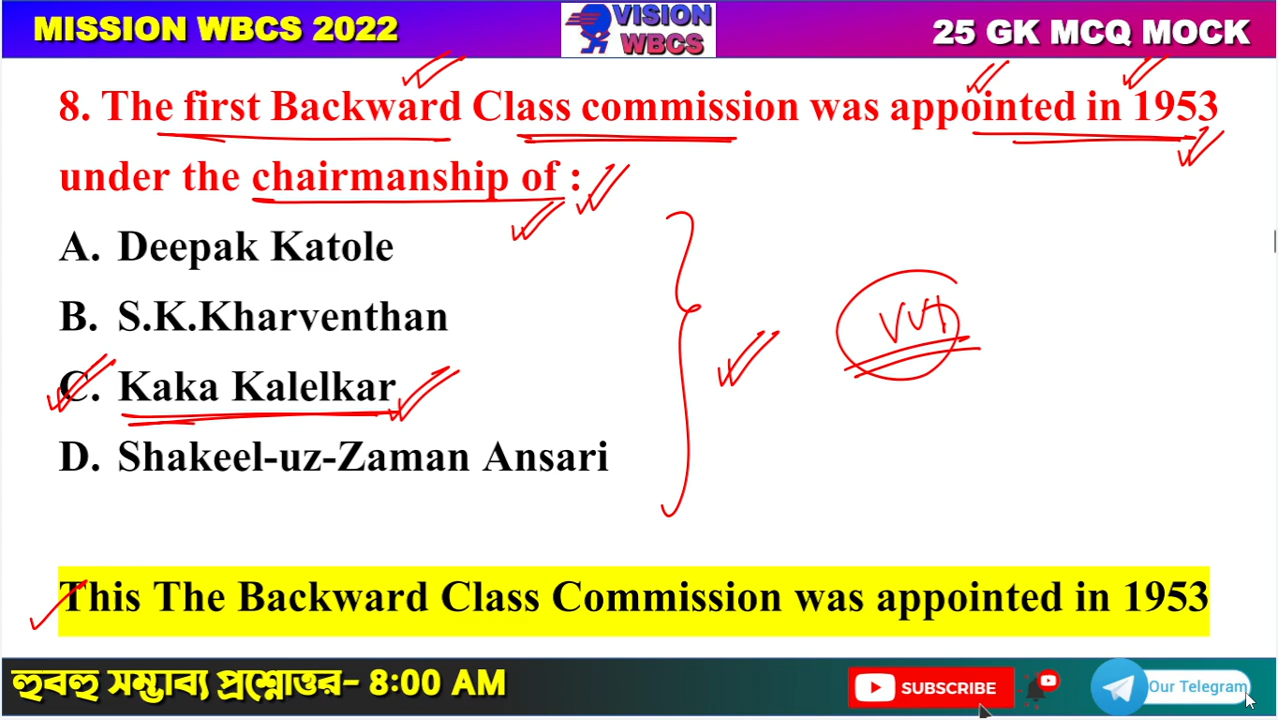 MISSION WBCS 2022
VISION
WBCS
25 GK MCQ MOCK
8. The first Backward Class commission was appointed in 1953
under the chairmanship of :
A. Deepak Katole
B. S.K.Kharventhan
C. Kaka Kalelkar
D. Shakeel-uz-Zaman Ansari
VVI
This The Backward Class Commission was appointed in 1953
হুবহু সম্ভাব্য প্রশ্নোত্তর- 8:00 AM
SUBSCRIBE
Our Telegram